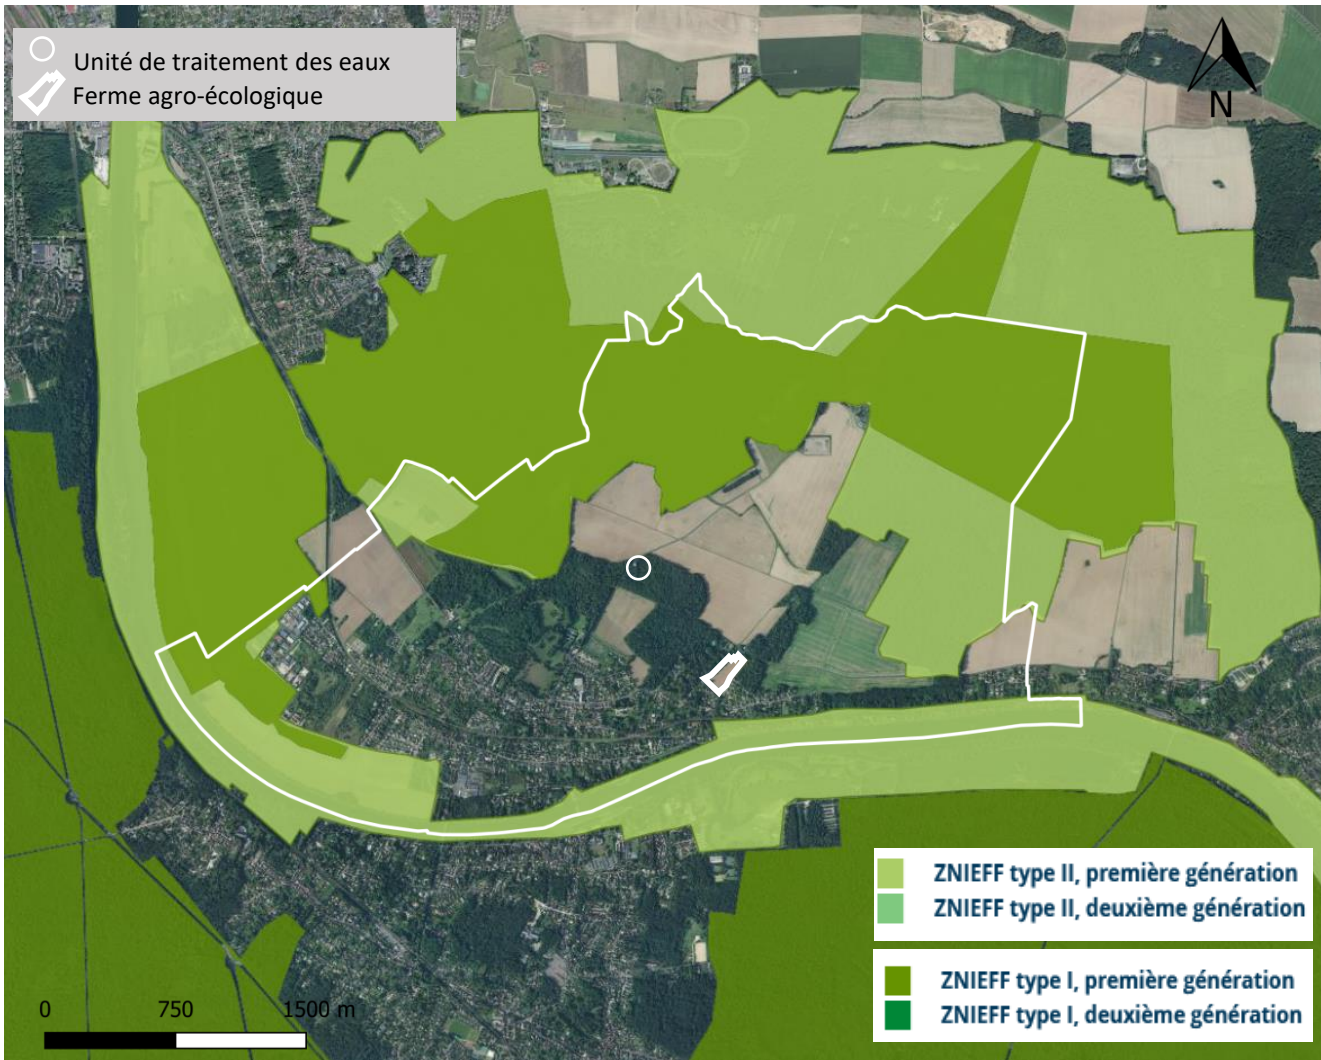 Unité de traitement des eaux
Ferme agro-écologique
N
ZNIEFF type II, première génération
ZNIEFF type II, deuxième génération
ZNIEFF type I, première génération
ZNIEFF type I, deuxième génération
0 750 1500 m